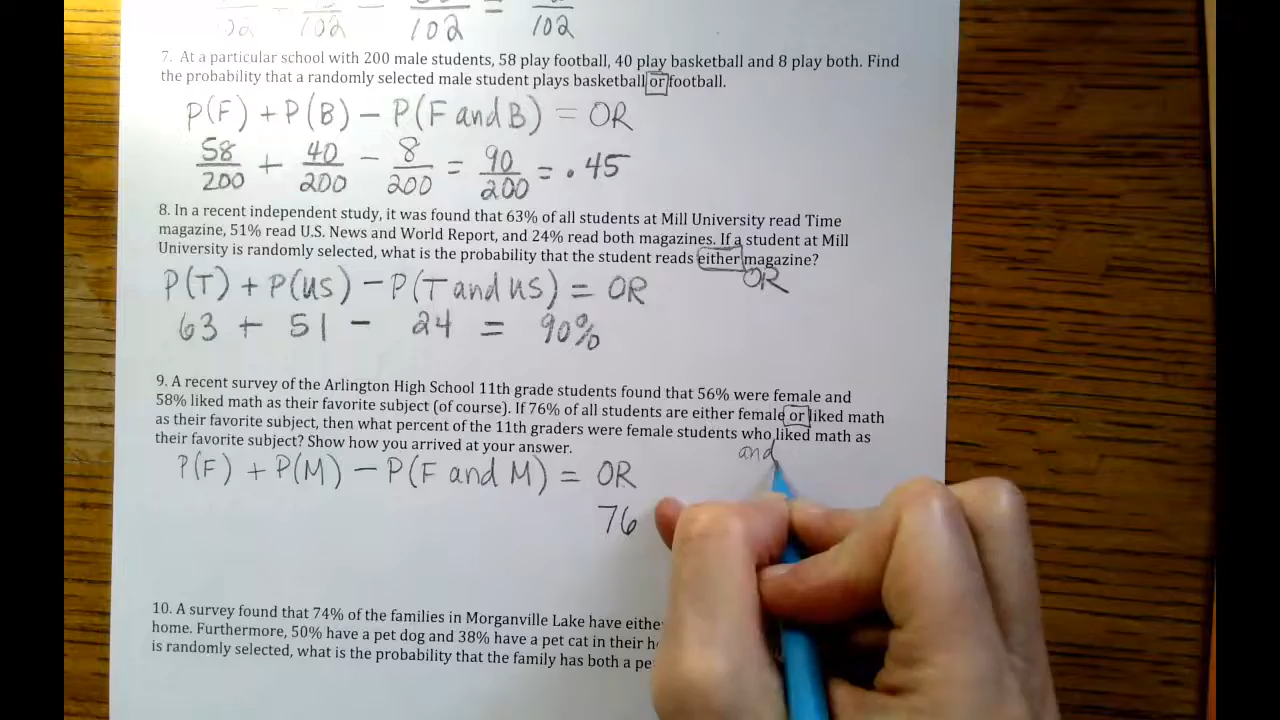 102 102 102 = 102
7. At a particular school with 200 male students, 58 play football, 40 play basketball and 8 play both. Find
the probability that a randomly selected male student plays basketball or football.
P(F) + P(B) - P(F and B) = OR
58/200 + 40/200 - 8/200 = 90/200 = .45
8. In a recent independent study, it was found that 63% of all students at Mill University read Time
magazine, 51% read U.S. News and World Report, and 24% read both magazines. If a student at Mill
University is randomly selected, what is the probability that the student reads either magazine?
OR
P(T) + P(US) - P(T and US) = OR
63 + 51 - 24 = 90%
9. A recent survey of the Arlington High School 11th grade students found that 56% were female and
58% liked math as their favorite subject (of course). If 76% of all students are either female or liked math
as their favorite subject, then what percent of the 11th graders were female students who liked math as
their favorite subject? Show how you arrived at your answer.
and
P(F) + P(M) - P(F and M) = OR
76
10. A survey found that 74% of the families in Morganville Lake have
home. Furthermore, 50% have a pet dog and 38% have a pet cat in their
is randomly selected, what is the probability that the family has both a